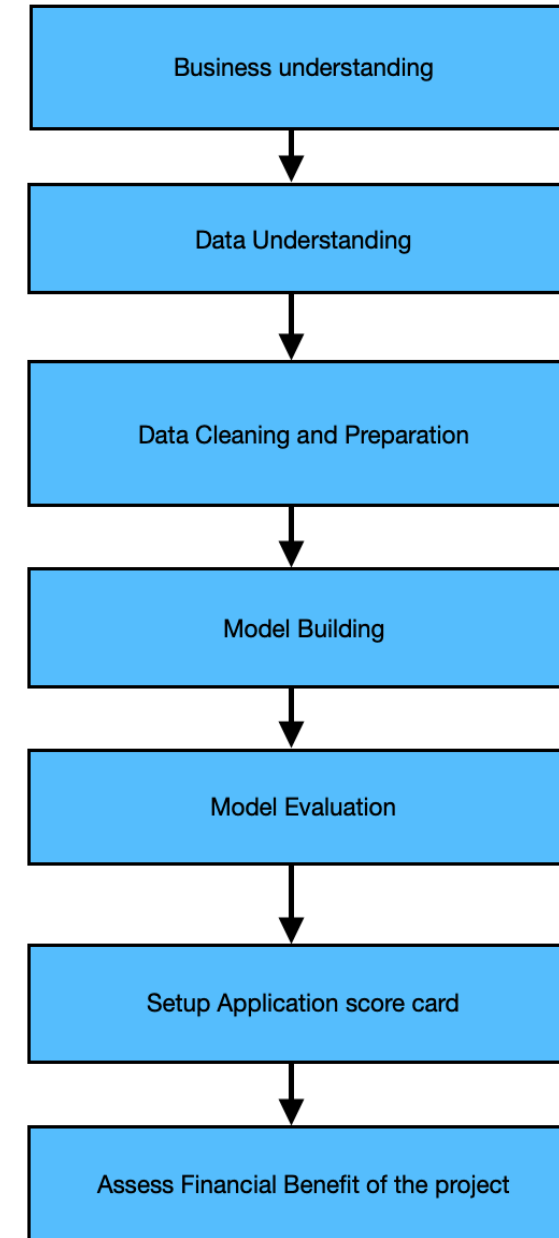 Business understanding
Data Understanding
Data Cleaning and Preparation
Model Building
Model Evaluation
Setup Application score card
Assess Financial Benefit of the project